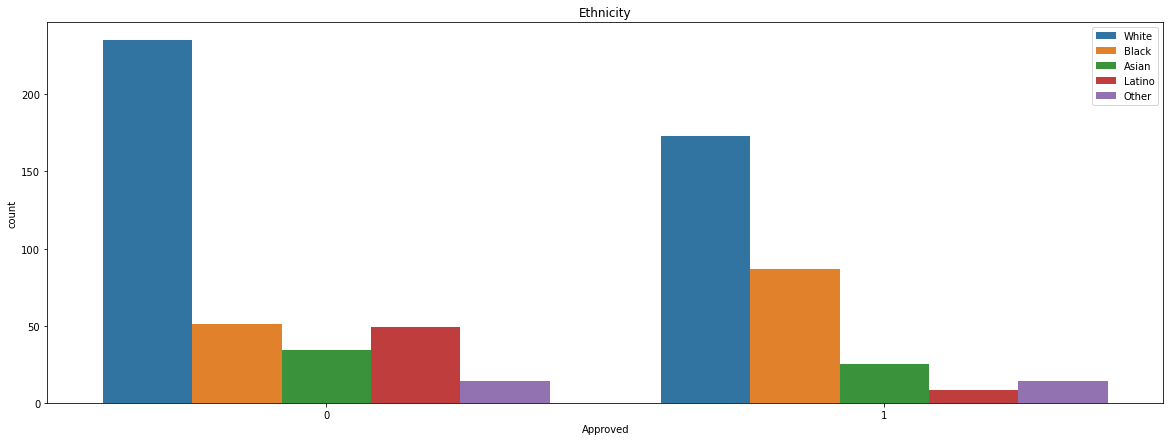 Ethnicity
White
Black
Asian
Latino
Other
200
150
100
50
0
count
0
1
Approved